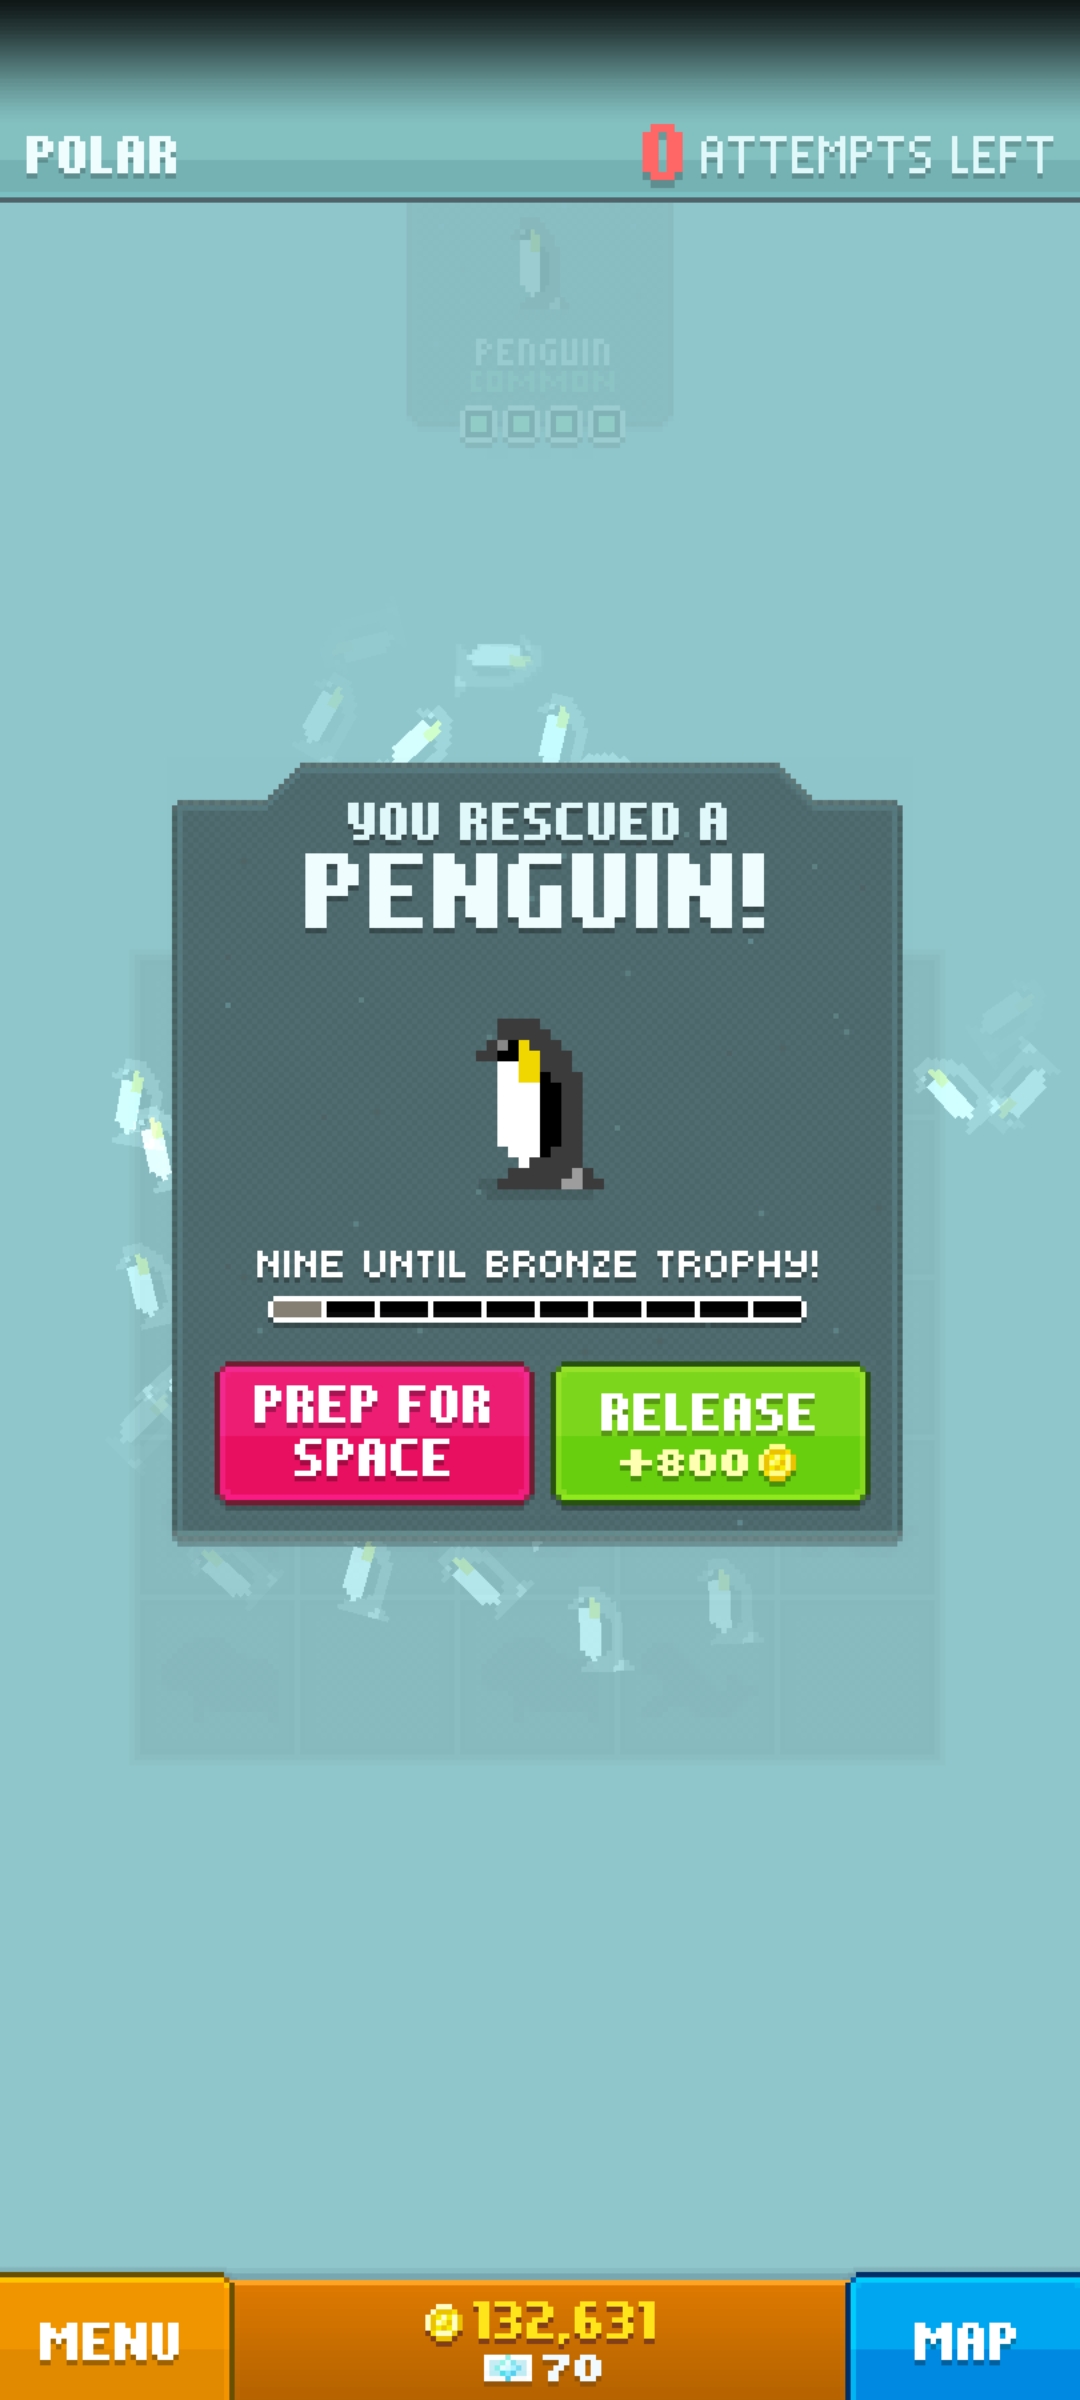 POLAR
0 ATTEMPTS LEFT
PENGUIN
COMMON
YOU RESCUED A
PENGUIN!
NINE UNTIL BRONZE TROPHY!
PREP FOR
SPACE
RELEASE
+800
MENU
132,631
70
MAP